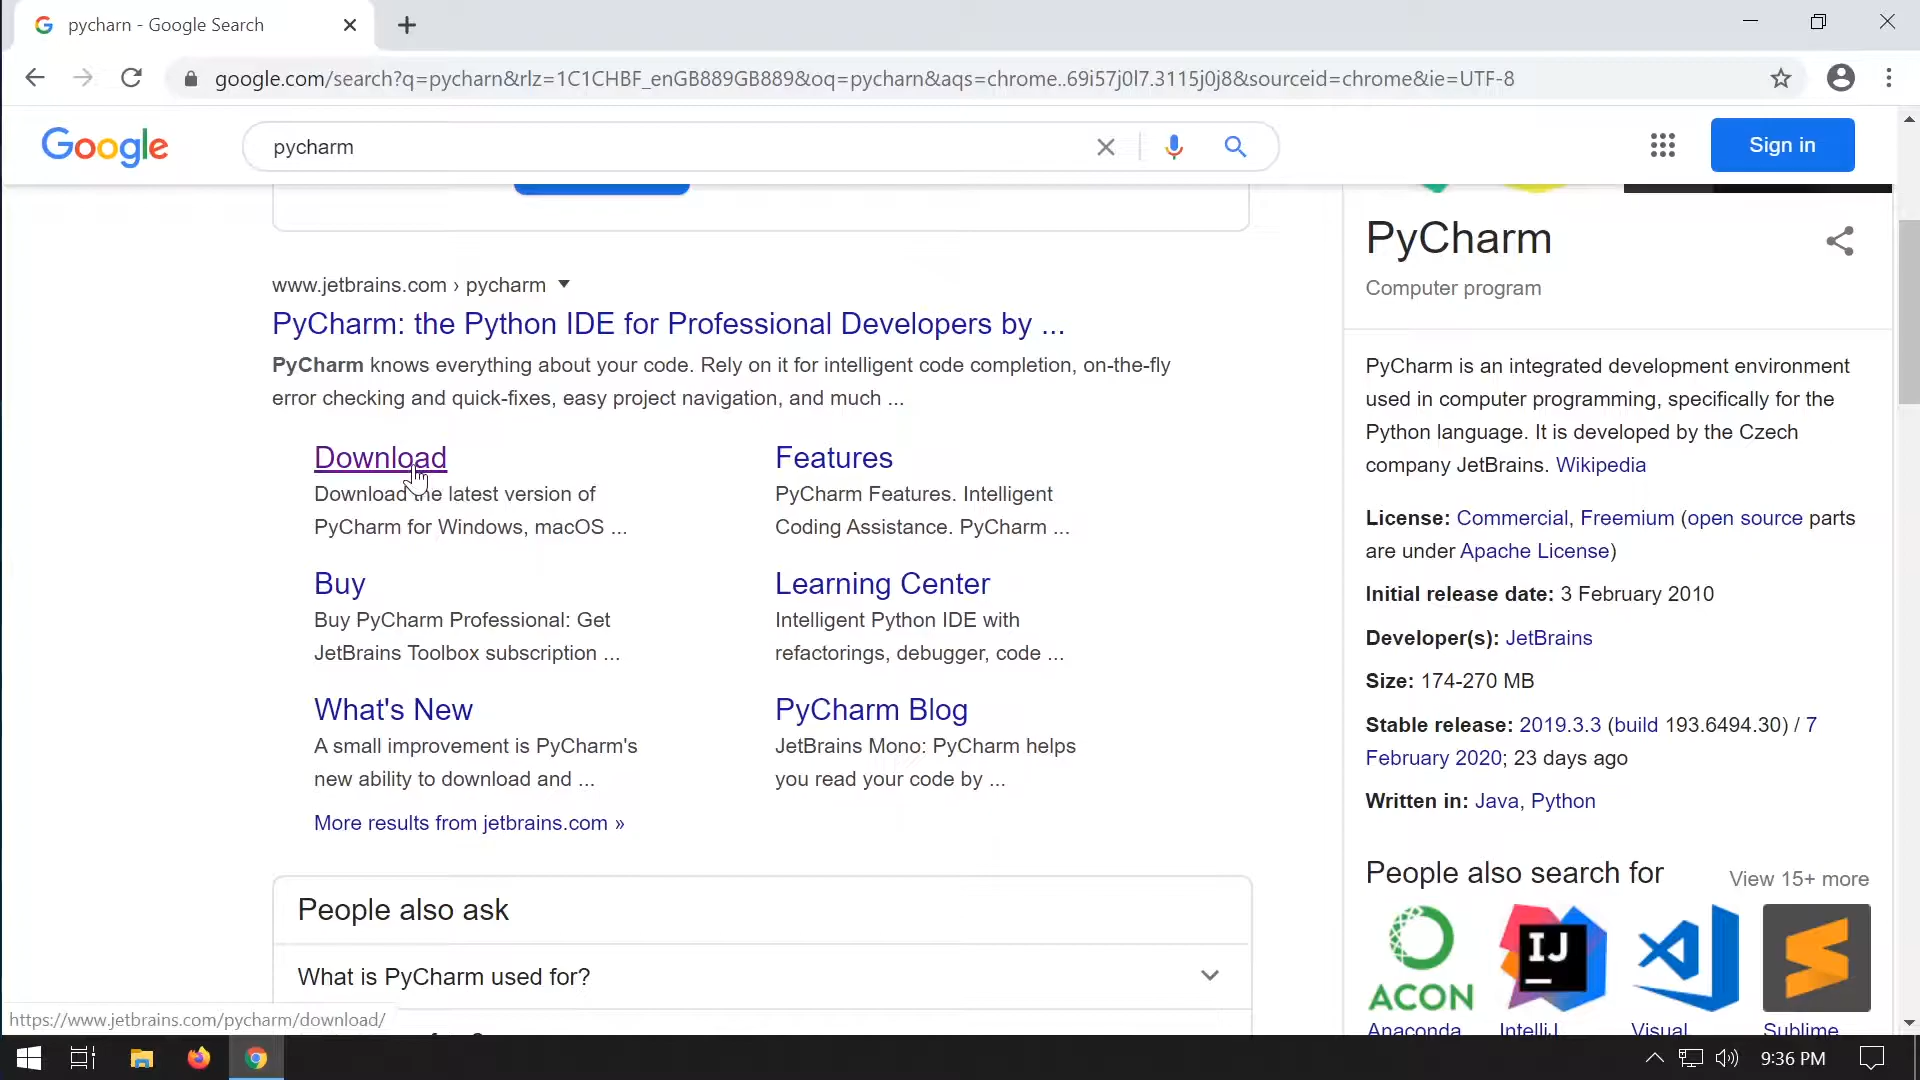 pycharn - Google Search
google.com/search?q=pycharn&rlz=1C1CHBF_enGB889GB889&oq=pycharn&aqs=chrome..69i57j0l7.3115j0j8&sourceid=chrome&ie=UTF-8
Google
pycharm
Sign in
www.jetbrains.com › pycharm
PyCharm: the Python IDE for Professional Developers by ...
PyCharm knows everything about your code. Rely on it for intelligent code completion, on-the-fly
error checking and quick-fixes, easy project navigation, and much ...
Download
Download the latest version of
PyCharm for Windows, macOS ...
Features
PyCharm Features. Intelligent
Coding Assistance. PyCharm ...
Buy
Buy PyCharm Professional: Get
JetBrains Toolbox subscription ...
Learning Center
Intelligent Python IDE with
refactorings, debugger, code ...
What's New
A small improvement is PyCharm's
new ability to download and ...
PyCharm Blog
JetBrains Mono: PyCharm helps
you read your code by ...
More results from jetbrains.com »
People also ask
What is PyCharm used for?
PyCharm
Computer program
PyCharm is an integrated development environment
used in computer programming, specifically for the
Python language. It is developed by the Czech
company JetBrains. Wikipedia
License: Commercial, Freemium (open source parts
are under Apache License)
Initial release date: 3 February 2010
Developer(s): JetBrains
Size: 174-270 MB
Stable release: 2019.3.3 (build 193.6494.30) / 7
February 2020; 23 days ago
Written in: Java, Python
People also search for
View 15+ more
ACON
IJ
Anaconda
IntelliJ
Visual
Sublime
https://www.jetbrains.com/pycharm/download/
9:36 PM